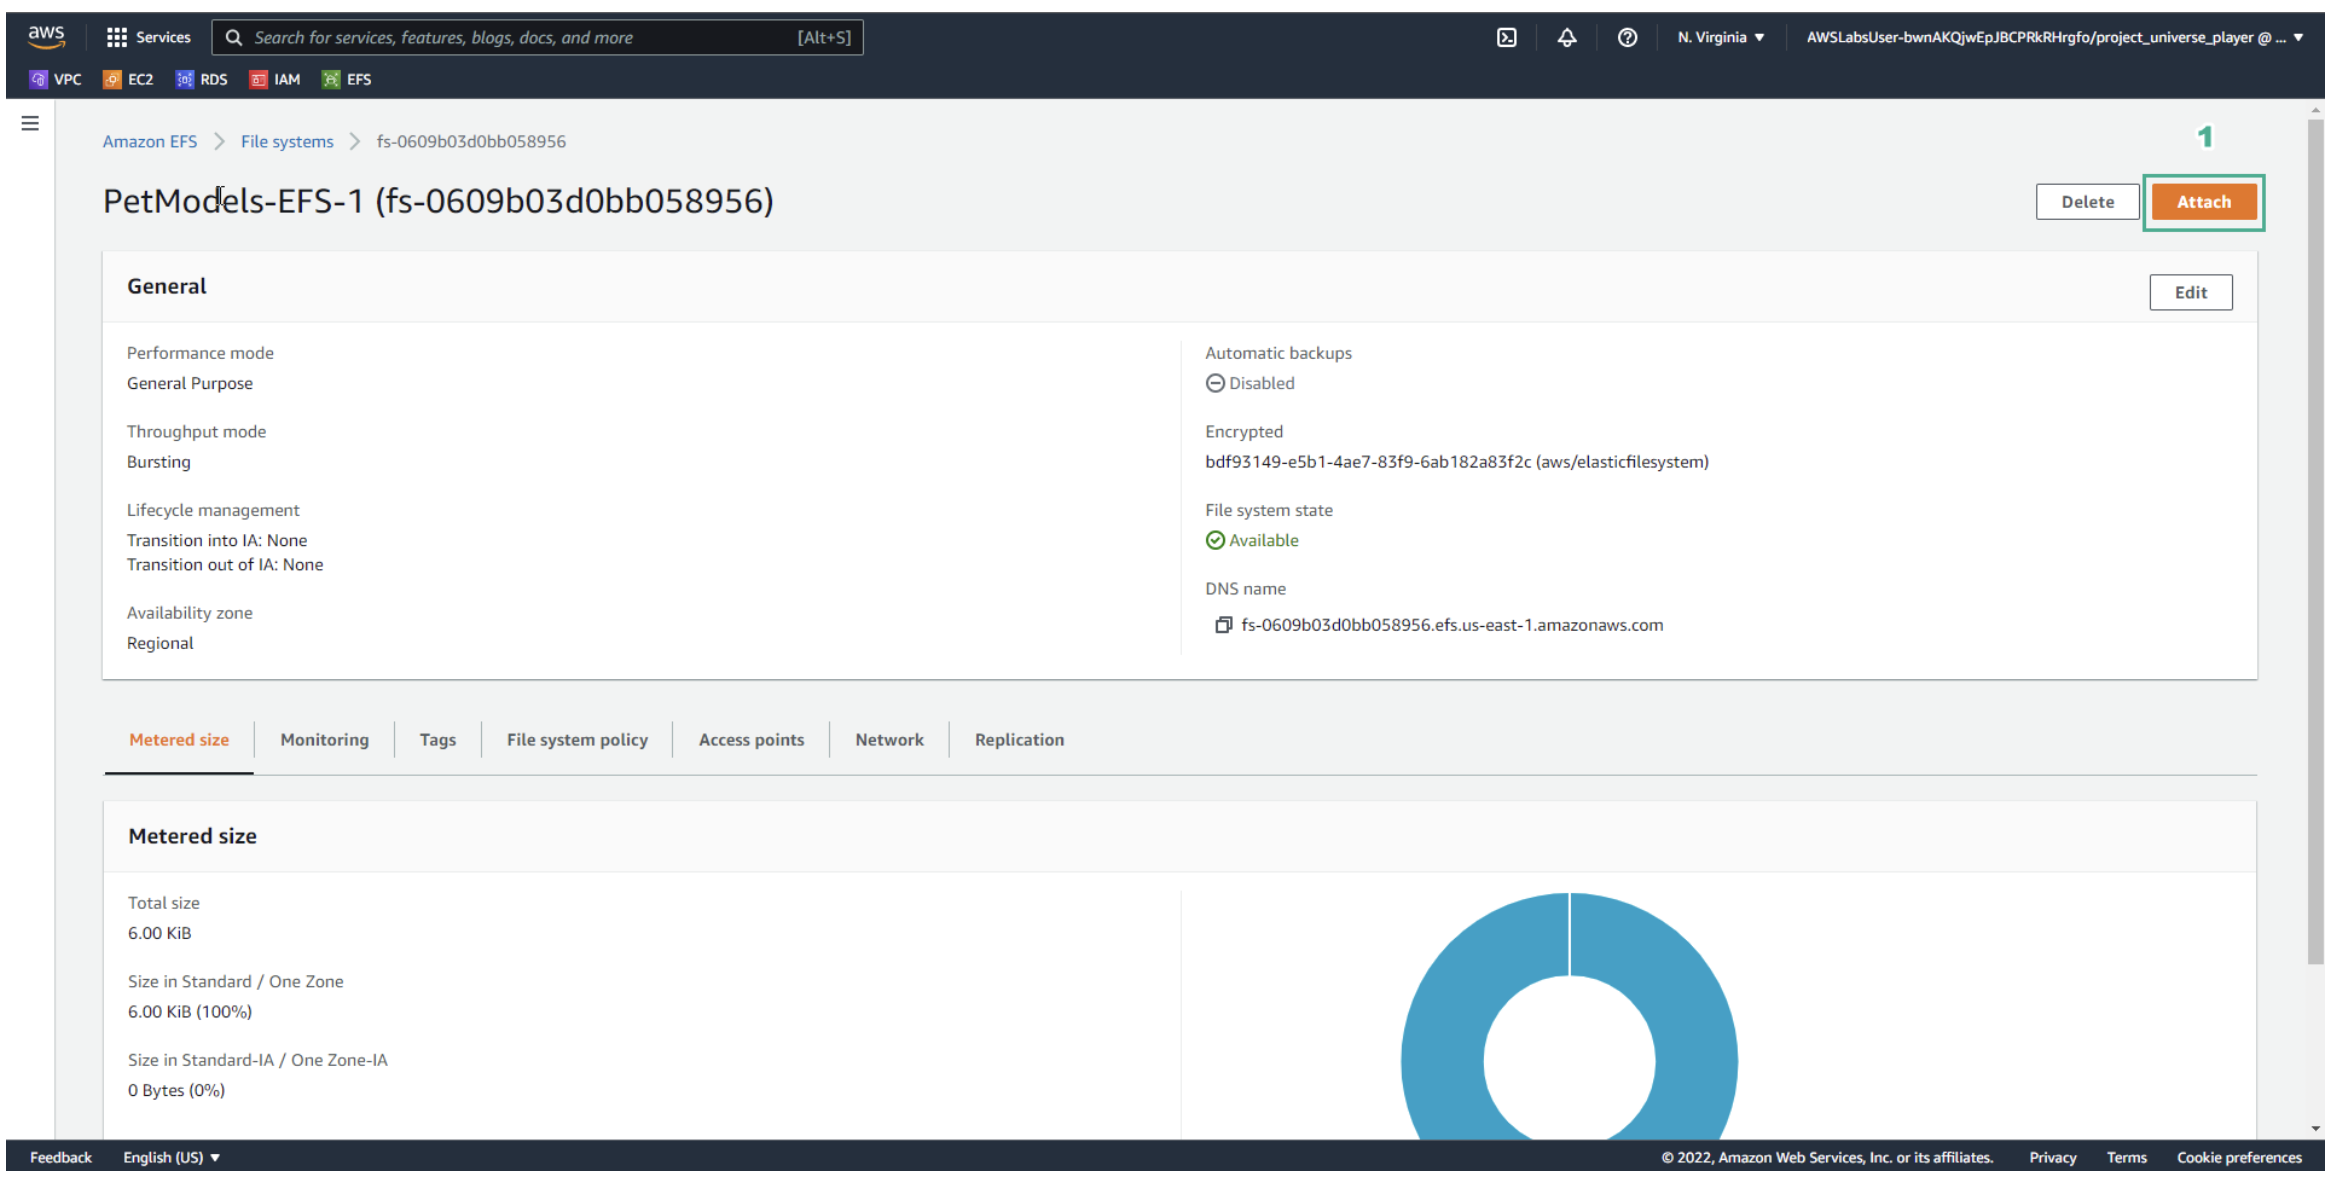 aws
Services
Search for services, features, blogs, docs, and more [Alt+S]
N. Virginia ▼
AWSLabsUser-bwnAKQjwEpJBCPRkRHrgfo/project_universe_player @ ... ▼
VPC EC2 RDS IAM EFS
Amazon EFS > File systems > fs-0609b03d0bb058956
1
PetModels-EFS-1 (fs-0609b03d0bb058956)
Delete
Attach
General
Edit
Performance mode
General Purpose
Throughput mode
Bursting
Lifecycle management
Transition into IA: None
Transition out of IA: None
Availability zone
Regional
Automatic backups
Disabled
Encrypted
bdf93149-e5b1-4ae7-83f9-6ab182a83f2c (aws/elasticfilesystem)
File system state
Available
DNS name
fs-0609b03d0bb058956.efs.us-east-1.amazonaws.com
Metered size
Monitoring
Tags
File system policy
Access points
Network
Replication
Metered size
Total size
6.00 KiB
Size in Standard / One Zone
6.00 KiB (100%)
Size in Standard-IA / One Zone-IA
0 Bytes (0%)
Feedback
English (US) ▼
© 2022, Amazon Web Services, Inc. or its affiliates.
Privacy
Terms
Cookie preferences